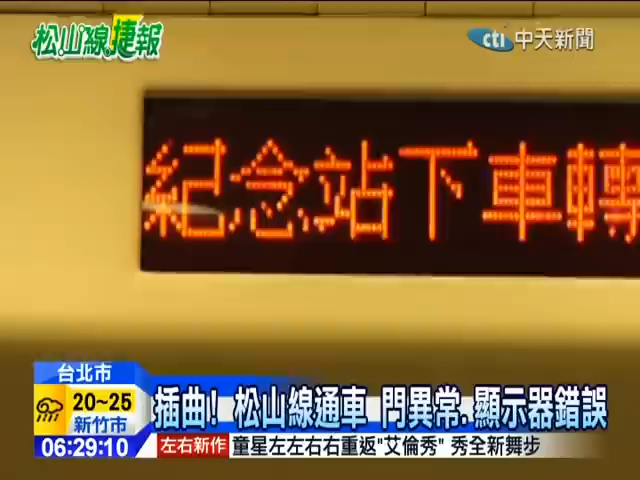 松山線捷報
cti 中天新聞
紀念站下車轉
台北市
20~25
新竹市
06:29:10
插曲! 松山線通車 閂異常.顯示器錯誤
左右新作 童星左左右右重返"艾倫秀" 秀全新舞步